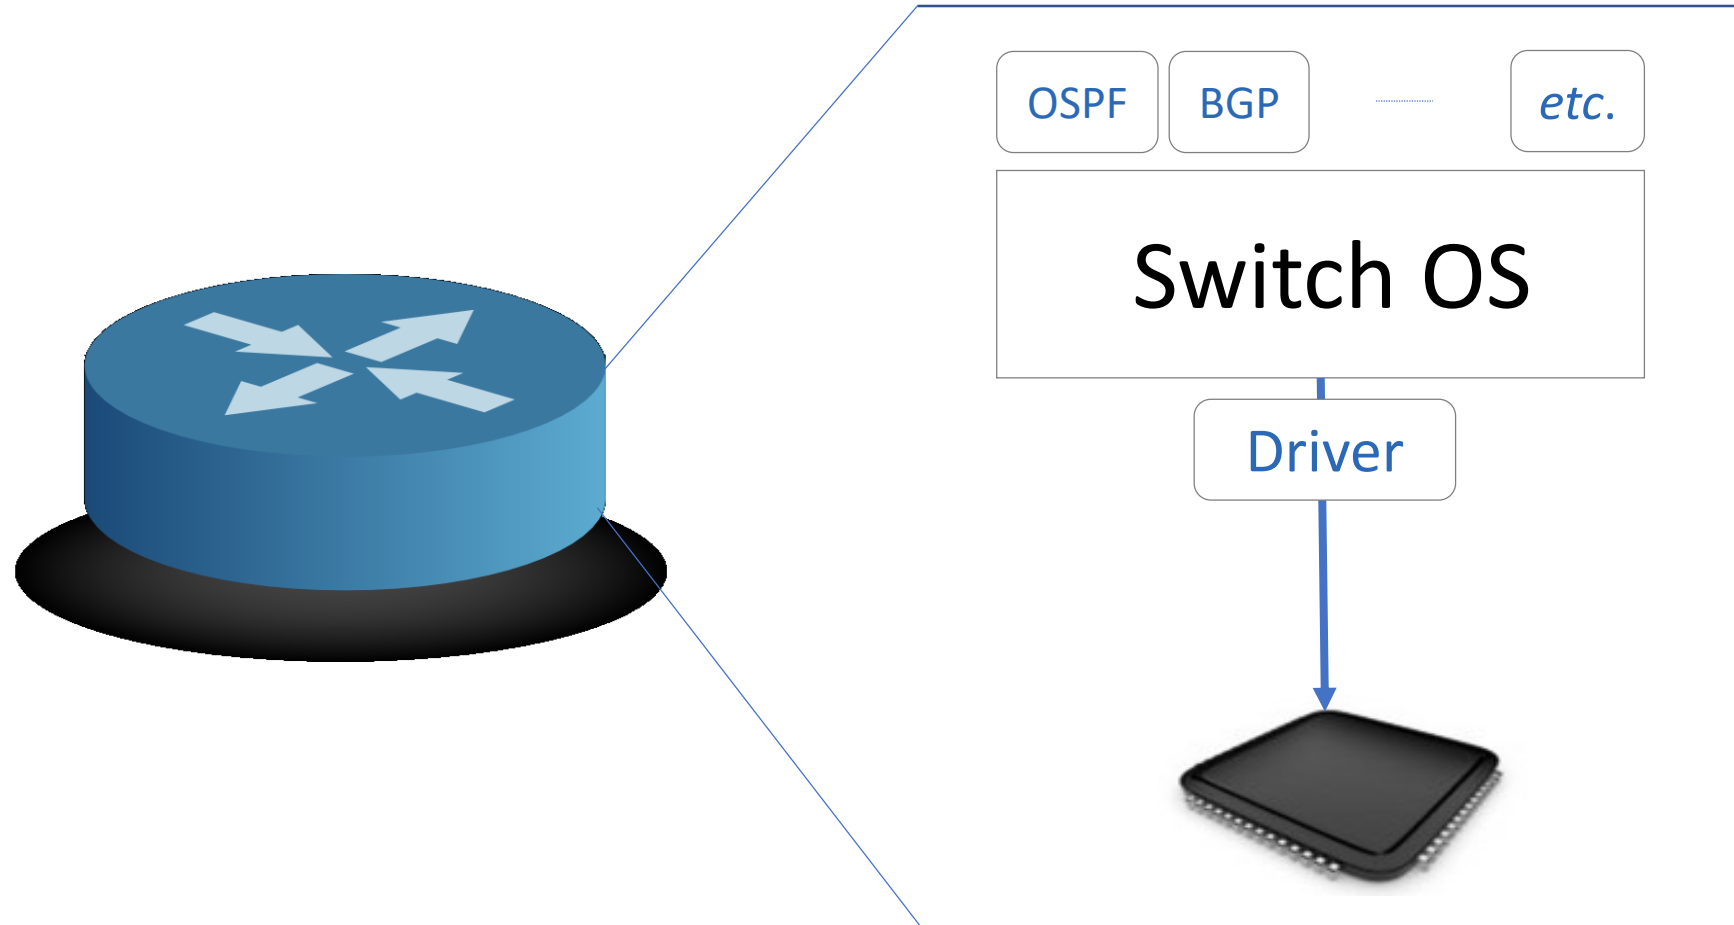 OSPF
BGP
etc.
Switch OS
Driver